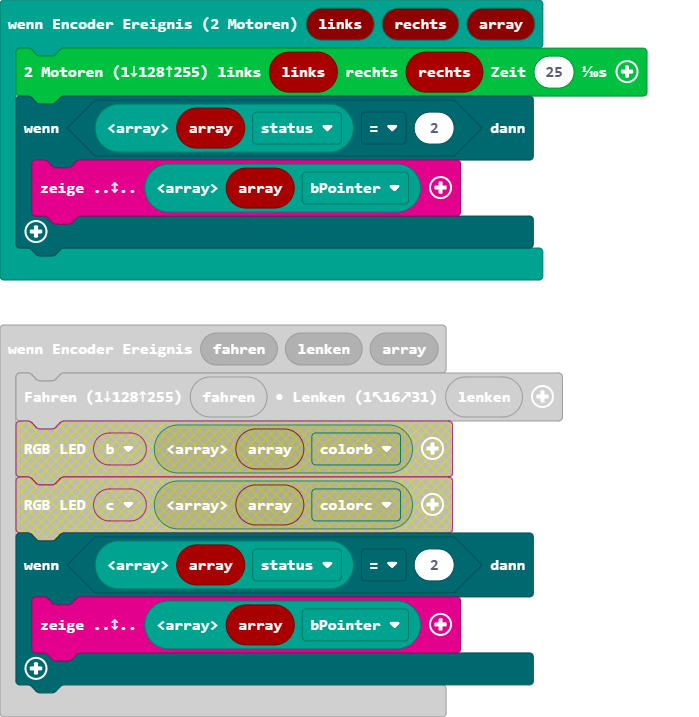 wenn Encoder Ereignis (2 Motoren) links rechts array
2 Motoren (1↓128↑255) links links rechts rechts Zeit 25 ⅒s
wenn <array> array status = 2 dann
zeige ..↕.. <array> array bPointer
wenn Encoder Ereignis fahren lenken array
Fahren (1↓128↑255) fahren • Lenken (1↖16↗31) lenken
RGB LED b <array> array colorb
RGB LED c <array> array colorc
wenn <array> array status = 2 dann
zeige ..↕.. <array> array bPointer